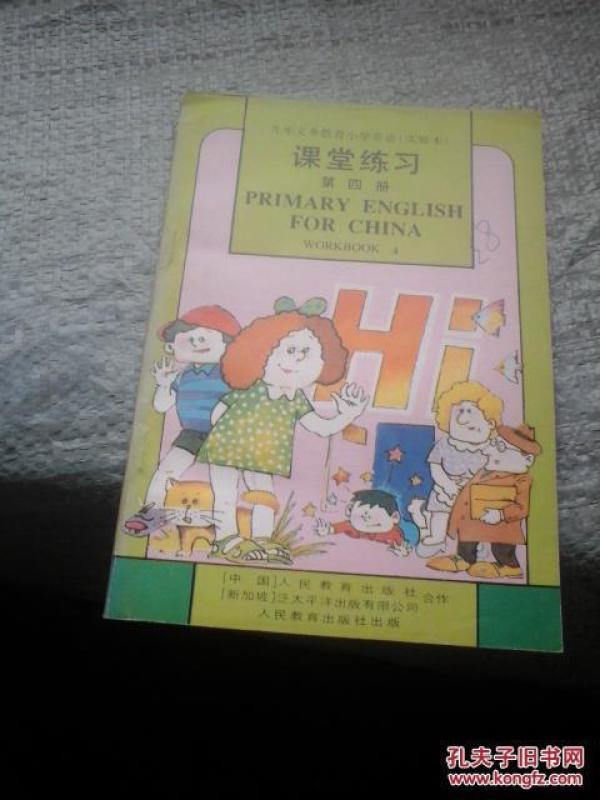 九年义务教育小学英语（实验本）
课堂练习
第四册
PRIMARY ENGLISH
FOR CHINA
WORKBOOK 4
28
Hi
[中国]人民教育出版社
[新加坡]泛太平洋出版有限公司
合作
人民教育出版社出版
孔夫子旧书网
www.kongfz.com